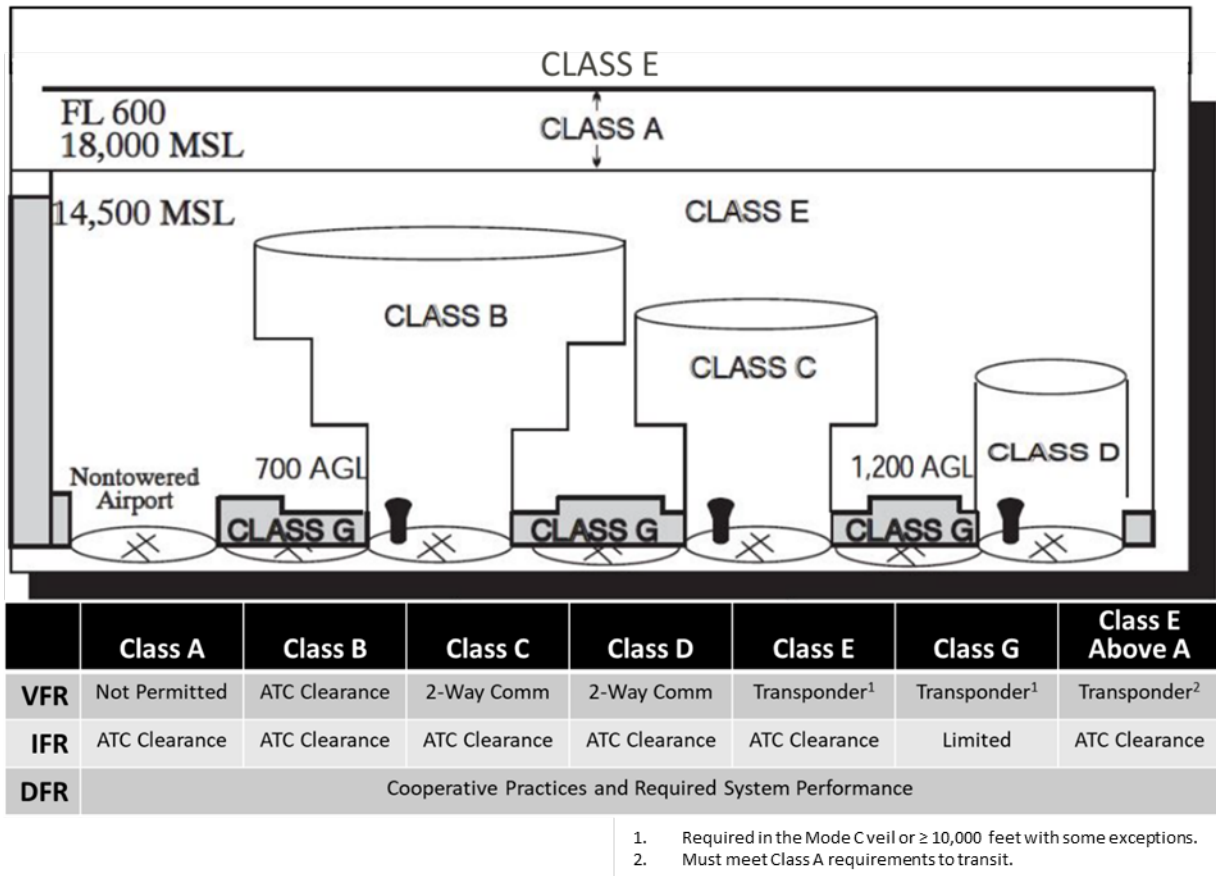 CLASS E
FL 600
18,000 MSL
CLASS A
14,500 MSL
CLASS E
CLASS B
CLASS C
CLASS D
Nontowered
Airport
700 AGL
1,200 AGL
CLASS G
CLASS G
CLASS G
Class A Class B Class C Class D Class E Class G Class E Above A
VFR Not Permitted ATC Clearance 2-Way Comm 2-Way Comm Transponder¹ Transponder¹ Transponder²
IFR ATC Clearance ATC Clearance ATC Clearance ATC Clearance ATC Clearance Limited ATC Clearance
DFR Cooperative Practices and Required System Performance
1. Required in the Mode C veil or ≥ 10,000 feet with some exceptions.
2. Must meet Class A requirements to transit.